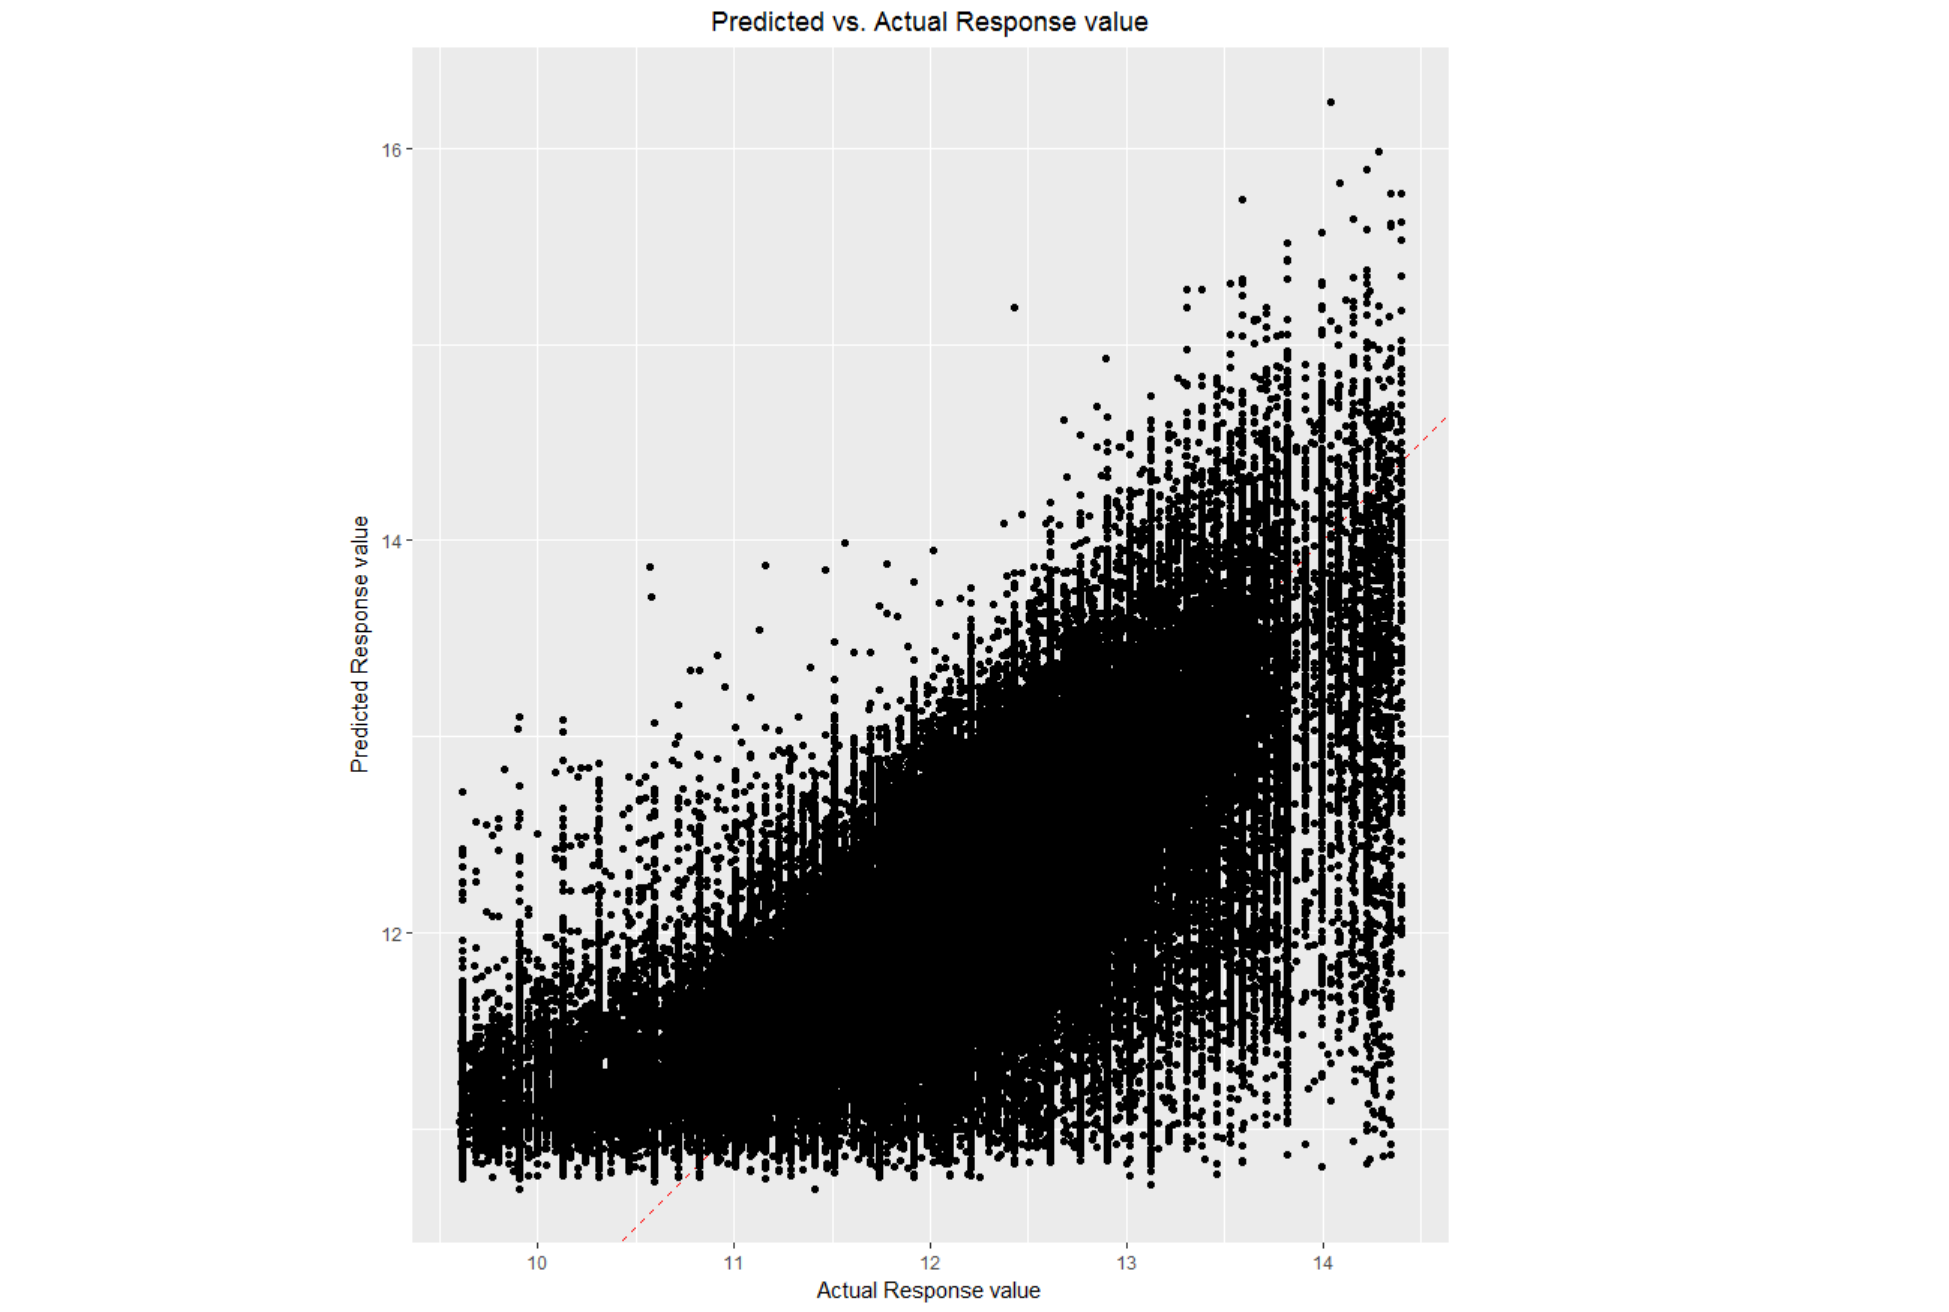 Predicted vs. Actual Response value
16
14
12
Predicted Response value
10 11 12 13 14
Actual Response value